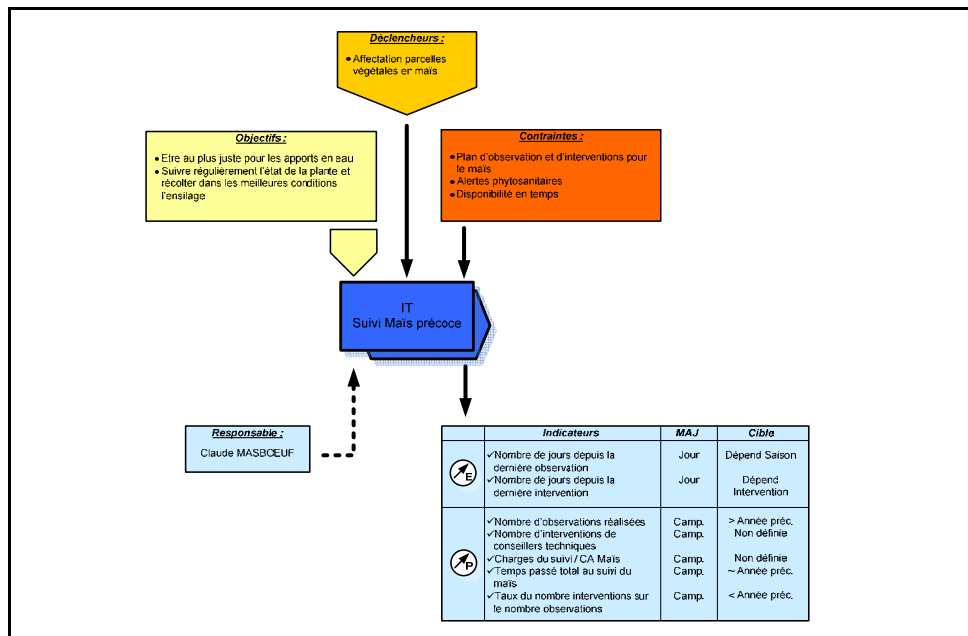 Déclencheurs :
● Affectation parcelles
végétales en maïs
Objectifs :
● Etre au plus juste pour les apports en eau
● Suivre régulièrement l'état de la plante et
récolter dans les meilleures conditions
l'ensilage
Contraintes :
● Plan d'observation et d'interventions pour
le maïs
● Alertes phytosanitaires
● Disponibilité en temps
IT
Suivi Maïs précoce
Responsable :
Claude MASBŒUF
Indicateurs MAJ Cible
E
✓Nombre de jours depuis la Jour Dépend Saison
dernière observation
✓Nombre de jours depuis la Jour Dépend
dernière intervention Intervention
P
✓Nombre d'observations réalisées Camp. > Année préc.
✓Nombre d'interventions de Camp. Non définie
conseillers techniques
✓Charges du suivi / CA Maïs Camp. Non définie
✓Temps passé total au suivi du Camp. ~ Année préc.
maïs
✓Taux du nombre interventions sur Camp. < Année préc.
le nombre observations